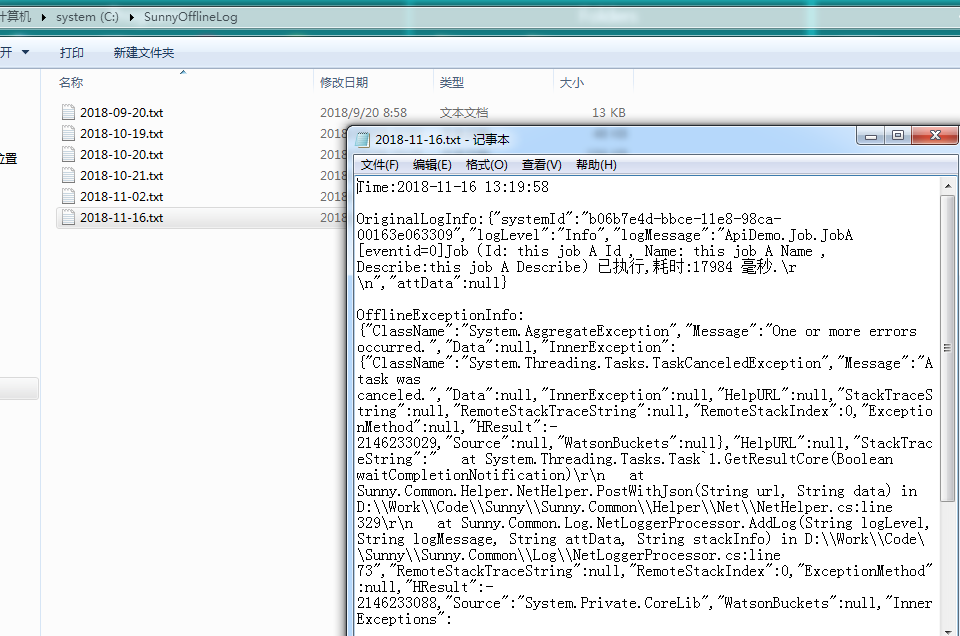 计算机 ▸ system (C:) ▸ SunnyOfflineLog
开 打印 新建文件夹
名称 修改日期 类型 大小
2018-09-20.txt 2018/9/20 8:58 文本文档 13 KB
2018-10-19.txt 2018
2018-10-20.txt 2018
2018-10-21.txt 2018
2018-11-02.txt 2018
2018-11-16.txt 2018
位置
2018-11-16.txt - 记事本
文件(F) 编辑(E) 格式(O) 查看(V) 帮助(H)
Time:2018-11-16 13:19:58
OriginalLogInfo:{"systemId":"b06b7e4d-bbce-11e8-98ca-
00163e063309","logLevel":"Info","logMessage":"ApiDemo.Job.JobA
[eventid=0]Job (Id: this job A Id , Name: this job A Name ,
Describe:this job A Describe) 已执行,耗时:17984 毫秒.\r
\n","attData":null}
OfflineExceptionInfo:
{"ClassName":"System.AggregateException","Message":"One or more errors
occurred.","Data":null,"InnerException":
{"ClassName":"System.Threading.Tasks.TaskCanceledException","Message":"A
task was
canceled.","Data":null,"InnerException":null,"HelpURL":null,"StackTraceS
tring":null,"RemoteStackTraceString":null,"RemoteStackIndex":0,"Exceptio
nMethod":null,"HResult":-
2146233029,"Source":null,"WatsonBuckets":null},"HelpURL":null,"StackTrac
eString":"   at System.Threading.Tasks.Task`1.GetResultCore(Boolean
waitCompletionNotification)\r\n   at
Sunny.Common.Helper.NetHelper.PostWithJson(String url, String data) in
D:\\Work\\Code\\Sunny\\Sunny.Common\\Helper\\Net\\NetHelper.cs:line
329\r\n   at Sunny.Common.Log.NetLoggerProcessor.AddLog(String logLevel,
String logMessage, String attData, String stackInfo) in D:\\Work\\Code\
\Sunny\\Sunny.Common\\Log\\NetLoggerProcessor.cs:line
73","RemoteStackTraceString":null,"RemoteStackIndex":0,"ExceptionMethod"
:null,"HResult":-
2146233088,"Source":"System.Private.CoreLib","WatsonBuckets":null,"Inner
Exceptions":